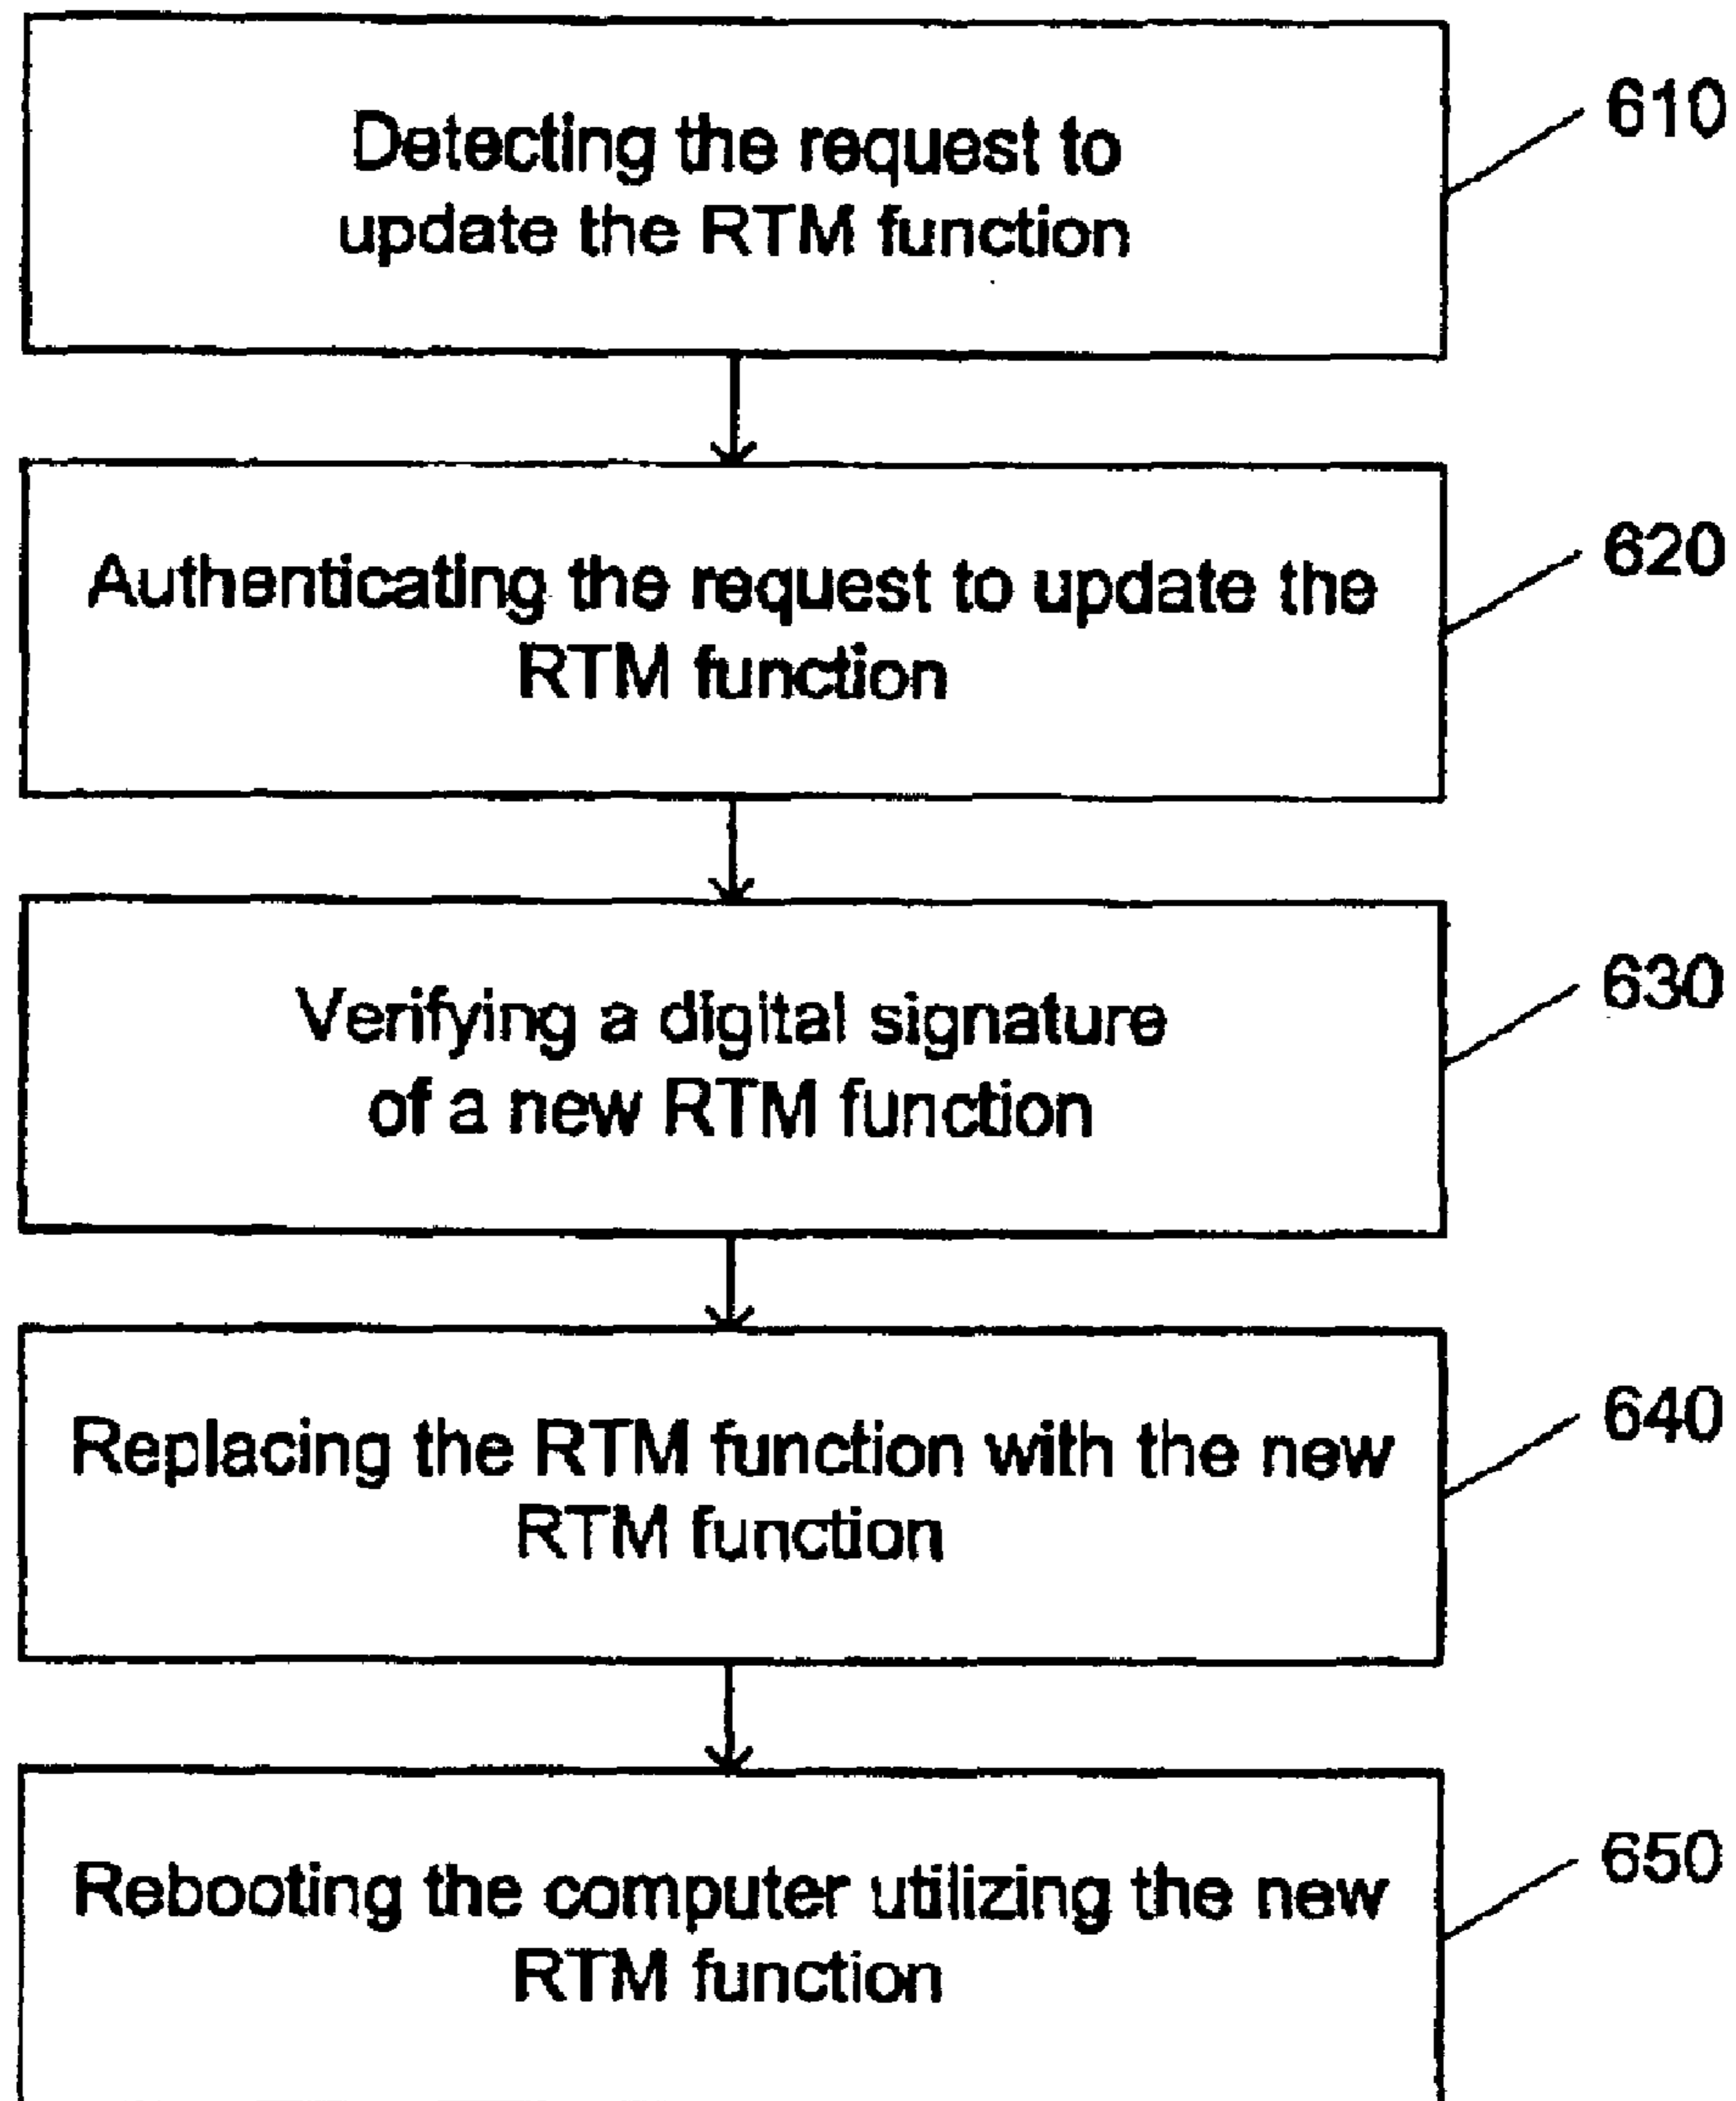 Detecting the request to
update the RTM function
610
Authenticating the request to update the
RTM function
620
Verifying a digital signature
of a new RTM function
630
Replacing the RTM function with the new
RTM function
640
Rebooting the computer utilizing the new
RTM function
650